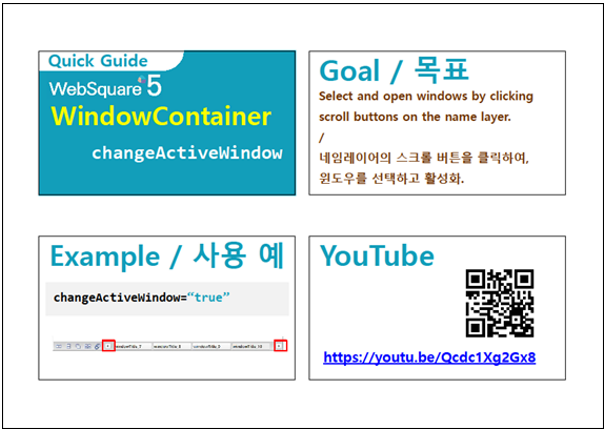 Quick Guide
WebSquare 5
WindowContainer
changeActiveWindow
Goal / 목표
Select and open windows by clicking
scroll buttons on the name layer.
/
네임레이어의 스크롤 버튼을 클릭하여,
윈도우를 선택하고 활성화.
Example / 사용 예
changeActiveWindow=“true”
YouTube
https://youtu.be/Qcdc1Xg2Gx8